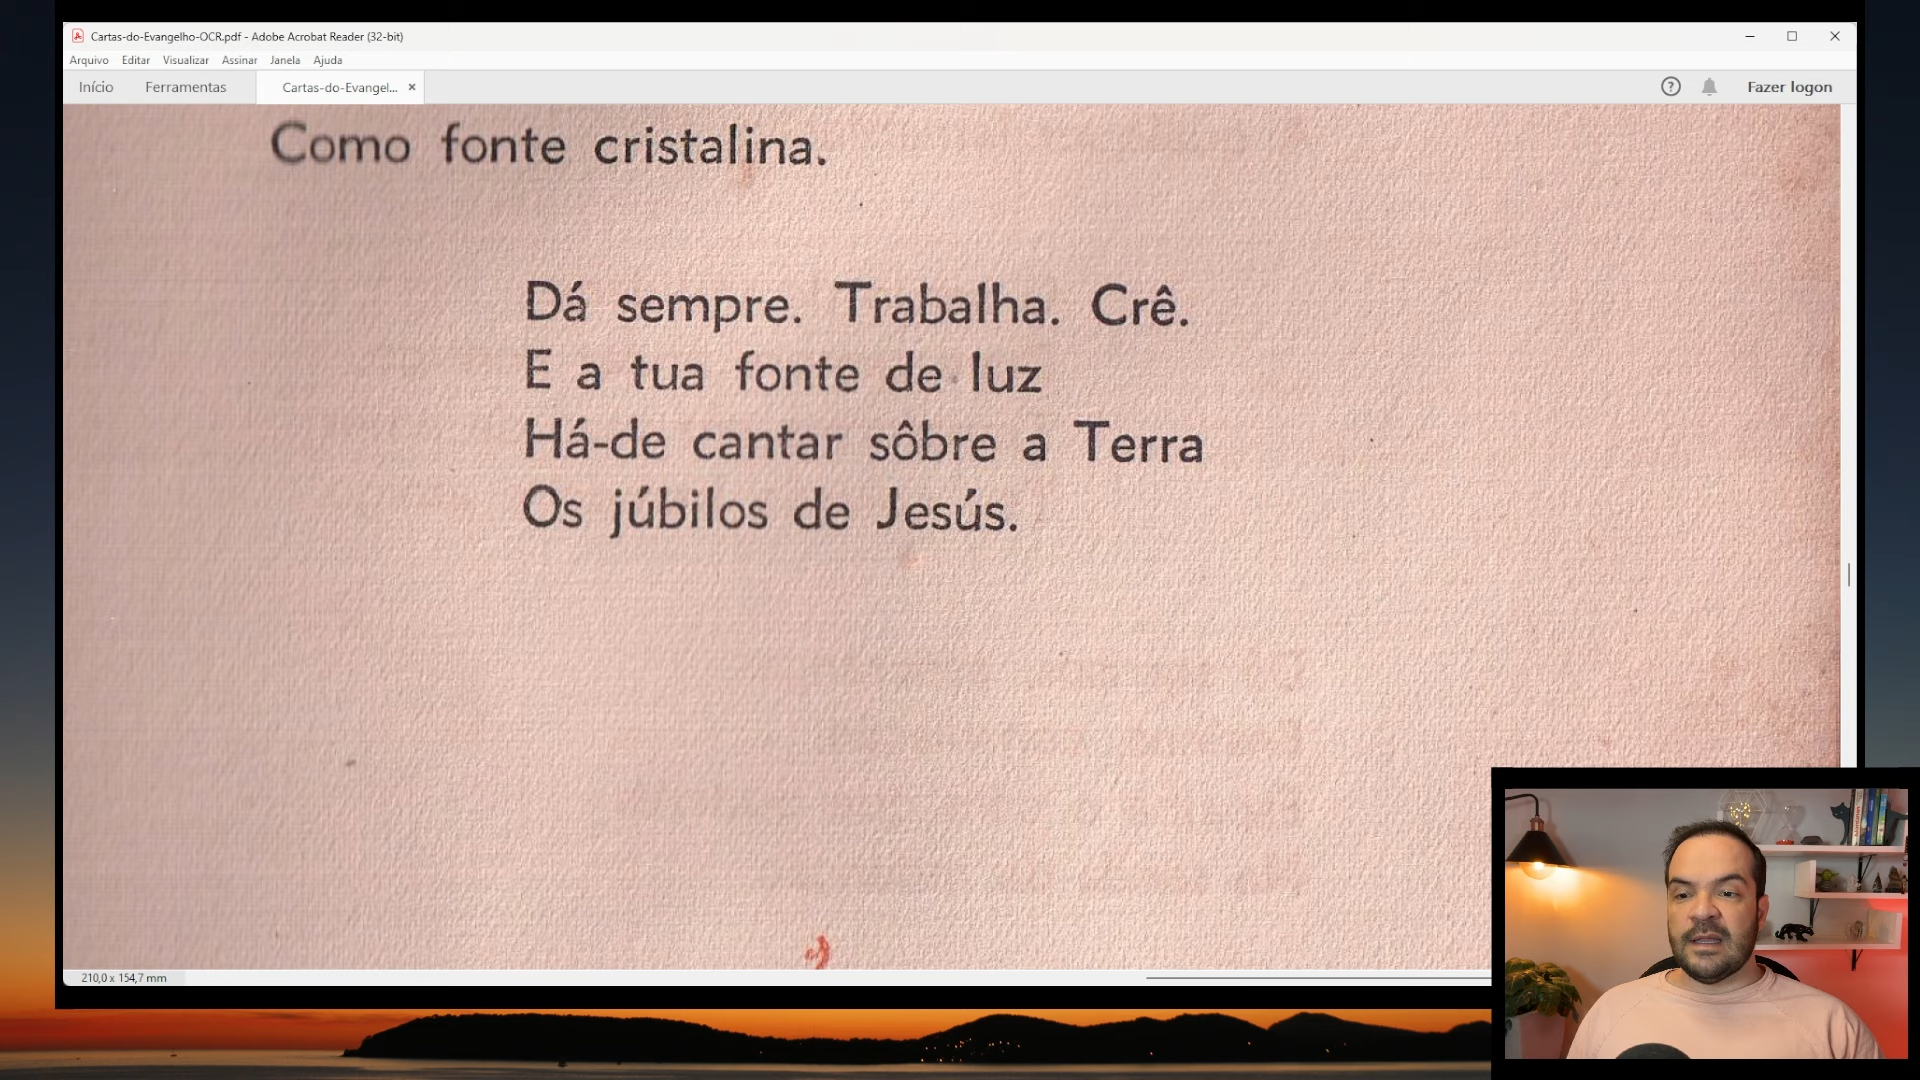 Cartas-do-Evangelho-OCR.pdf - Adobe Acrobat Reader (32-bit)
Arquivo Editar Visualizar Assinar Janela Ajuda
Início Ferramentas Cartas-do-Evangel... × Fazer logon
Como fonte cristalina.
Dá sempre. Trabalha. Crê.
E a tua fonte de luz
Há-de cantar sôbre a Terra
Os júbilos de Jesús.
210,0 x 154,7 mm